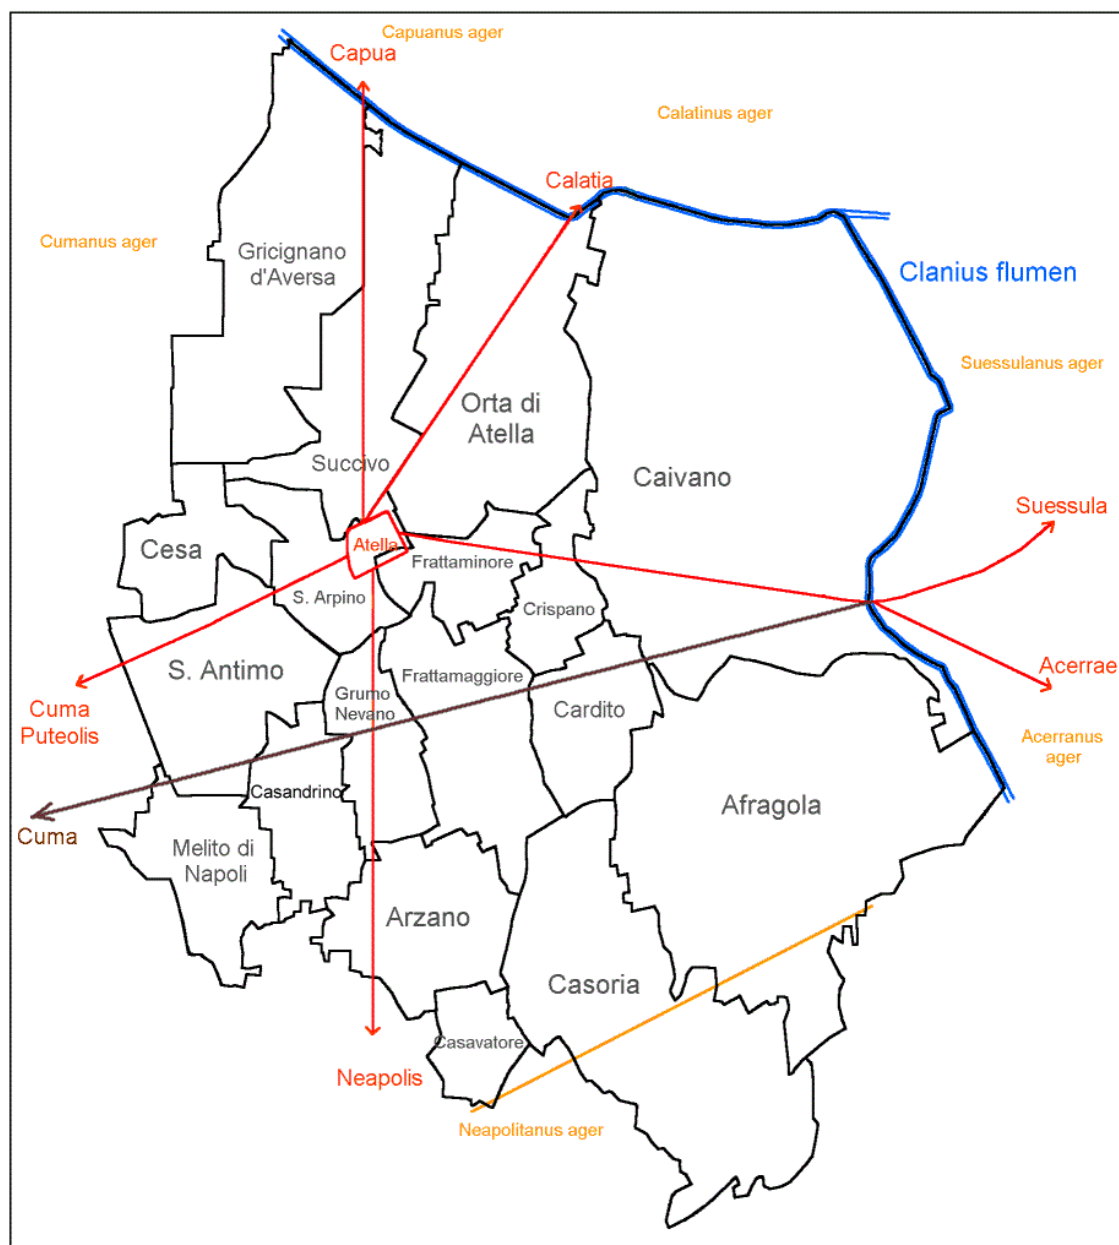 Capuanus ager
Capua
Calatinus ager
Calatia
Cumanus ager
Gricignano
d'Aversa
Clanius flumen
Suessulanus ager
Orta di
Atella
Succivo
Caivano
Suessula
Cesa
Atella
Frattaminore
S. Arpino
Crispano
S. Antimo
Frattamaggiore
Acerrae
Grumo
Nevano
Cardito
Cuma
Puteolis
Acerranus
ager
Casandrino
Afragola
Cuma
Melito di
Napoli
Arzano
Casoria
Casavatore
Neapolis
Neapolitanus ager